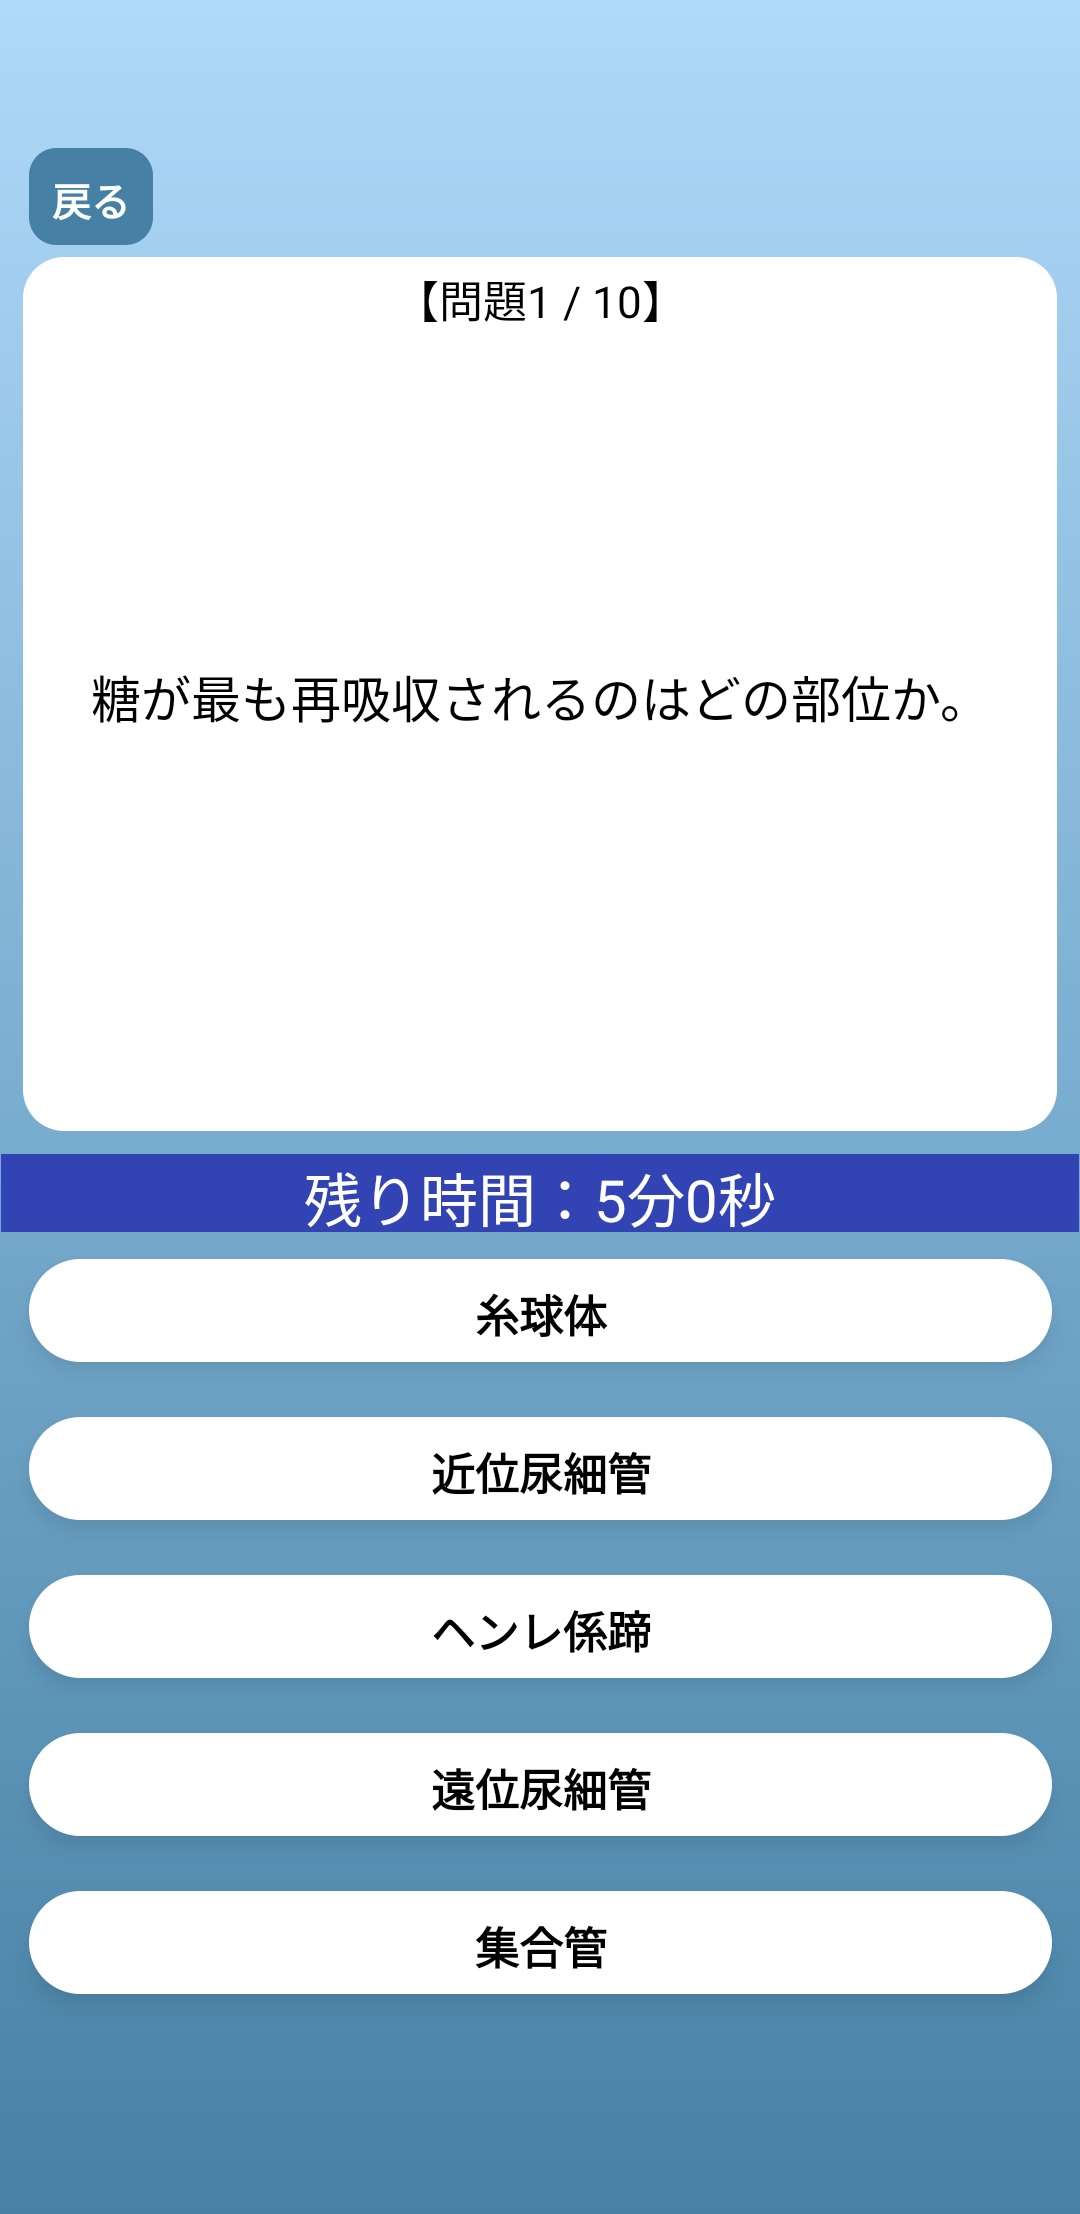 戻る
【問題1 / 10】
糖が最も再吸収されるのはどの部位か。
残り時間：5分0秒
糸球体
近位尿細管
ヘンレ係蹄
遠位尿細管
集合管